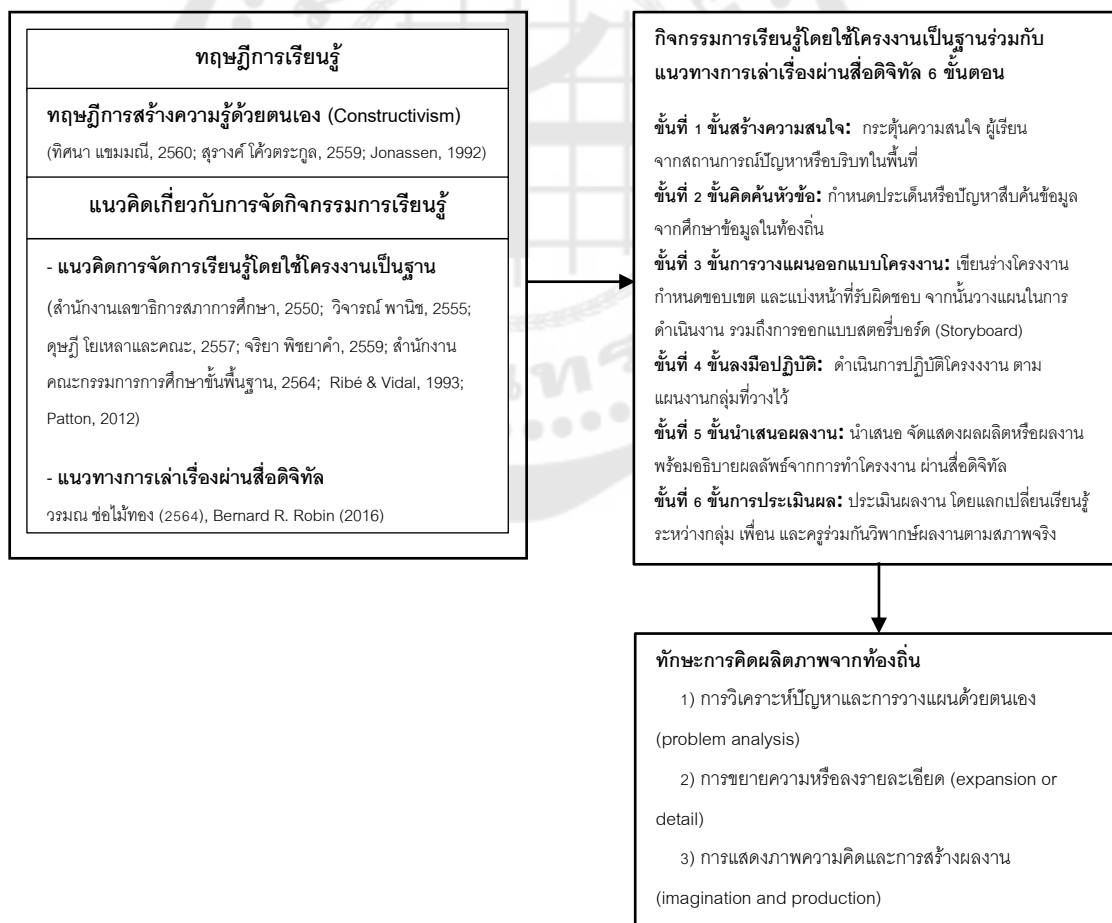 ทฤษฎีการเรียนรู้
ทฤษฎีการสร้างความรู้ด้วยตนเอง (Constructivism)
(ทิศนา แขมมณี, 2560; สุรางค์ โค้วตระกูล, 2559; Jonassen, 1992)
แนวคิดเกี่ยวกับการจัดกิจกรรมการเรียนรู้
- แนวคิดการจัดการเรียนรู้โดยใช้โครงงานเป็นฐาน
(สำนักงานเลขาธิการสภาการศึกษา, 2550; วิจารณ์ พานิช, 2555;
ดุษฎี โยเหลาและคณะ, 2557; จริยา พิชยาคำ, 2559; สำนักงาน
คณะกรรมการการศึกษาขั้นพื้นฐาน, 2564; Ribé & Vidal, 1993;
Patton, 2012)
- แนวทางการเล่าเรื่องผ่านสื่อดิจิทัล
วรมณ ช่อไม้ทอง (2564), Bernard R. Robin (2016)
กิจกรรมการเรียนรู้โดยใช้โครงงานเป็นฐานร่วมกับ
แนวทางการเล่าเรื่องผ่านสื่อดิจิทัล 6 ขั้นตอน
ขั้นที่ 1 ขั้นสร้างความสนใจ: กระตุ้นความสนใจ ผู้เรียน
จากสถานการณ์ปัญหาหรือบริบทในพื้นที่
ขั้นที่ 2 ขั้นคิดค้นหัวข้อ: กำหนดประเด็นหรือปัญหาสืบค้นข้อมูล
จากศึกษาข้อมูลในท้องถิ่น
ขั้นที่ 3 ขั้นการวางแผนออกแบบโครงงาน: เขียนร่างโครงงาน
กำหนดขอบเขต และแบ่งหน้าที่รับผิดชอบ จากนั้นวางแผนในการ
ดำเนินงาน รวมถึงการออกแบบสตอรี่บอร์ด (Storyboard)
ขั้นที่ 4 ขั้นลงมือปฏิบัติ: ดำเนินการปฏิบัติโครงงงาน ตาม
แผนงานกลุ่มที่วางไว้
ขั้นที่ 5 ขั้นนำเสนอผลงาน: นำเสนอ จัดแสดงผลผลิตหรือผลงาน
พร้อมอธิบายผลลัพธ์จากการทำโครงงาน ผ่านสื่อดิจิทัล
ขั้นที่ 6 ขั้นการประเมินผล: ประเมินผลงาน โดยแลกเปลี่ยนเรียนรู้
ระหว่างกลุ่ม เพื่อน และครูร่วมกันวิพากษ์ผลงานตามสภาพจริง
ทักษะการคิดผลิตภาพจากท้องถิ่น
1) การวิเคราะห์ปัญหาและการวางแผนด้วยตนเอง
(problem analysis)
2) การขยายความหรือลงรายละเอียด (expansion or
detail)
3) การแสดงภาพความคิดและการสร้างผลงาน
(imagination and production)